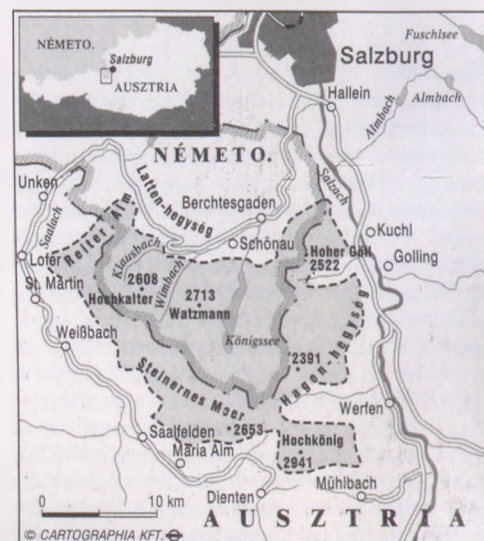 NÉMETO.
Salzburg
AUSZTRIA
Fuschlsee
Salzburg
Hallein
Almbach
Almbach
NÉMETO.
Unken
Latten-hegység
Salzach
Berchtesgaden
Saalach
Reiter Alm
Klausbach
Schönau
Kuchl
Hoher Göll
2522
Golling
Lofer
2608
Wimbach
St. Martin
Hochkalter
2713
Watzmann
Weißbach
Königssee
Hagen-hegység
2391
Steinernes Meer
Werfen
Saalfelden
2653
Hochkönig
2941
Maria Alm
Mühlbach
0 10 km
Dienten
AUSZTRIA
© CARTOGRAPHIA KFT.